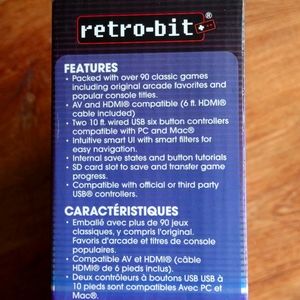 retro-bit®
FEATURES
• Packed with over 90 classic games
including original arcade favorites and
popular console titles.
• AV and HDMI® compatible (6 ft. HDMI®
cable included)
• Two 10 ft. wired USB six button controllers
compatible with PC and Mac®
• Intuitive smart UI with smart filters for
easy navigation.
• Internal save states and button tutorials
• SD card slot to save and transfer game
progress.
• Compatible with official or third party
USB® controllers.
CARACTÉRISTIQUES
• Emballé avec plus de 90 jeux
classiques, y compris l'original.
Favoris d'arcade et titres de console
populaires.
• Compatible AV et HDMI® (câble
HDMI® de 6 pieds inclus).
• Deux contrôleurs à boutons USB USB à
10 pieds sont compatibles Avec PC et
Mac®.